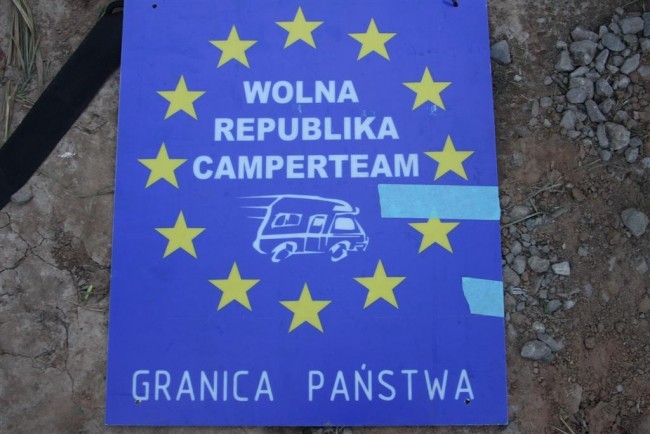 WOLNA
REPUBLIKA
CAMPERTEAM
GRANICA PAŃSTWA